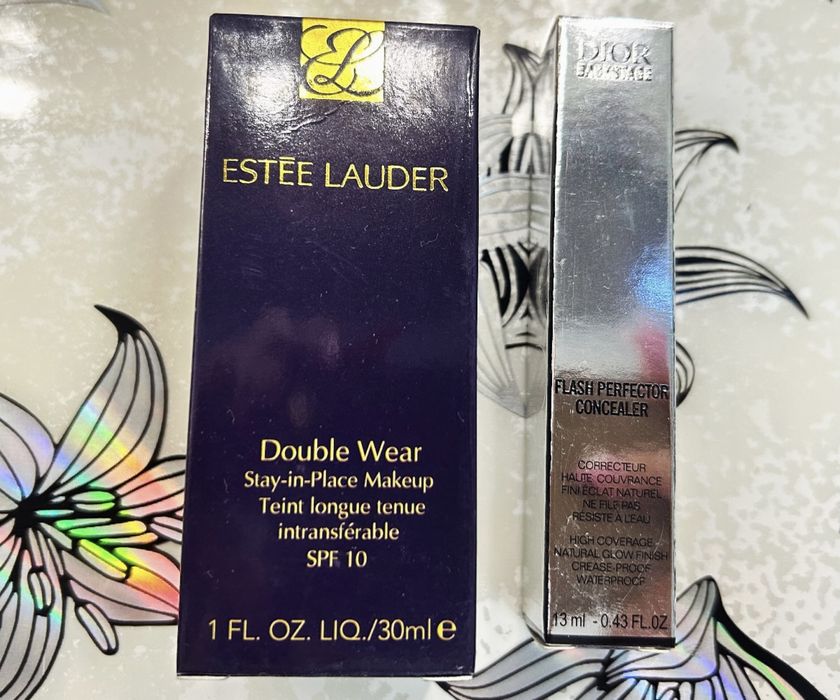 EL
ESTĒE LAUDER
Double Wear
Stay-in-Place Makeup
Teint longue tenue
intransférable
SPF 10
1 FL. OZ. LIQ./30ml e
DIOR
BACKSTAGE
FLASH PERFECTOR
CONCEALER
CORRECTEUR
HAUTE COUVRANCE
FINI ÉCLAT NATUREL
NE FILE PAS
RÉSISTE À L'EAU
HIGH COVERAGE
NATURAL GLOW FINISH
CREASE-PROOF
WATERPROOF
13 ml - 0.43 FL.OZ